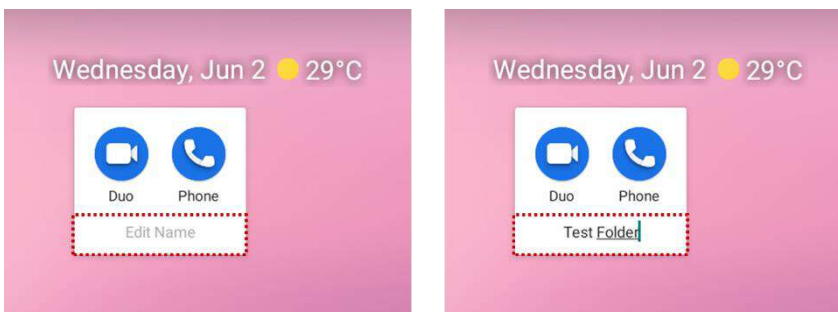 Wednesday, Jun 2 29°C
Duo Phone
Edit Name
Wednesday, Jun 2 29°C
Duo Phone
Test Folder